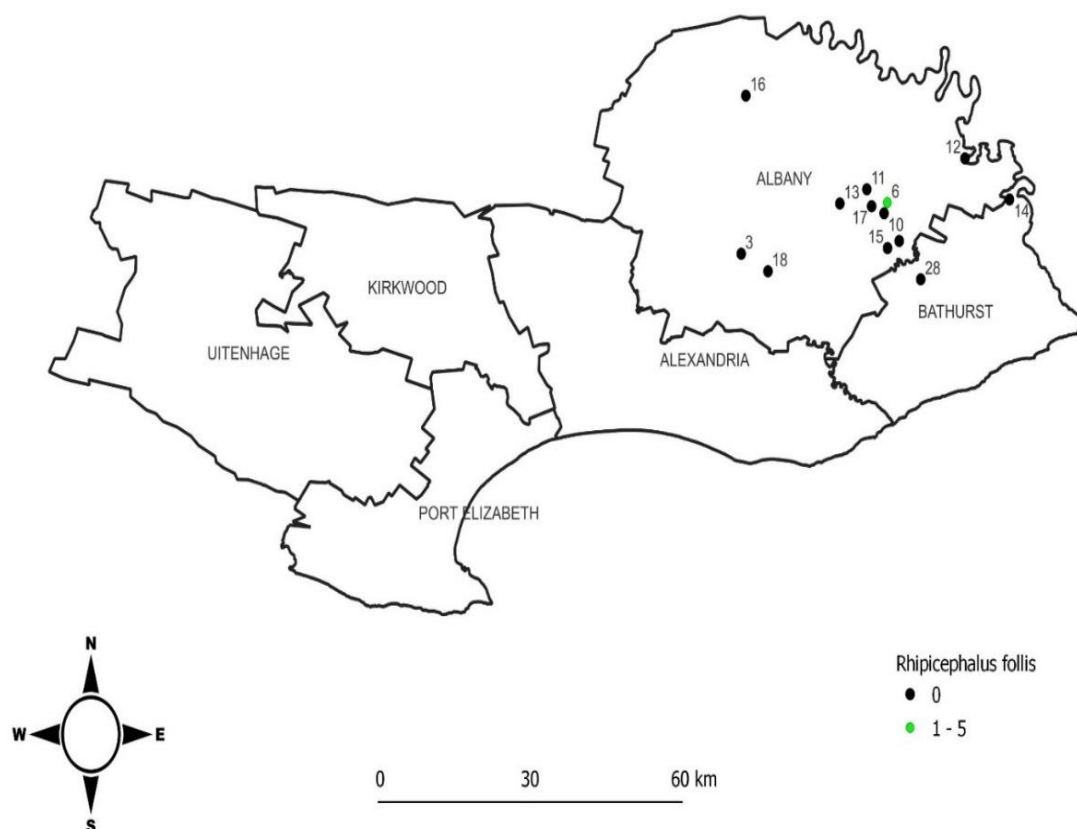 16
12
ALBANY
11
6
13
14
17
10
15
3
18
28
KIRKWOOD
BATHURST
UITENHAGE
ALEXANDRIA
PORT ELIZABETH
N
W E
S
Rhipicephalus follis
0
1 - 5
0 30 60 km